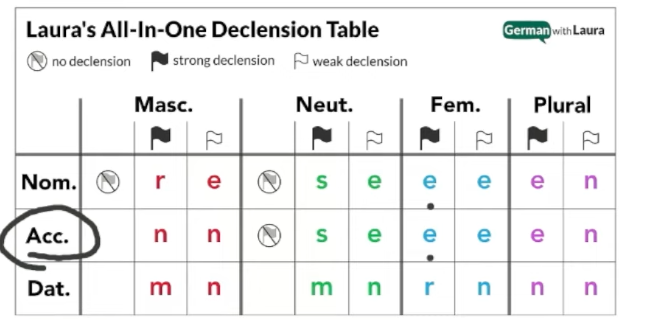 Laura's All-In-One Declension Table
German with Laura
no declension strong declension weak declension
Masc. Neut. Fem. Plural
Nom. r e s e e e e n
Acc. n n s e e e e n
Dat. m n m n r n n n